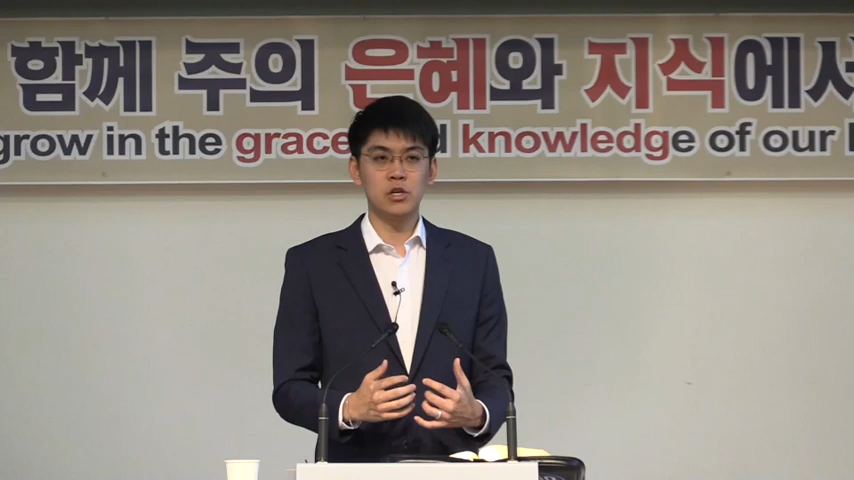 함께 주의 은혜와 지식에서
grow in the grace knowledge of our